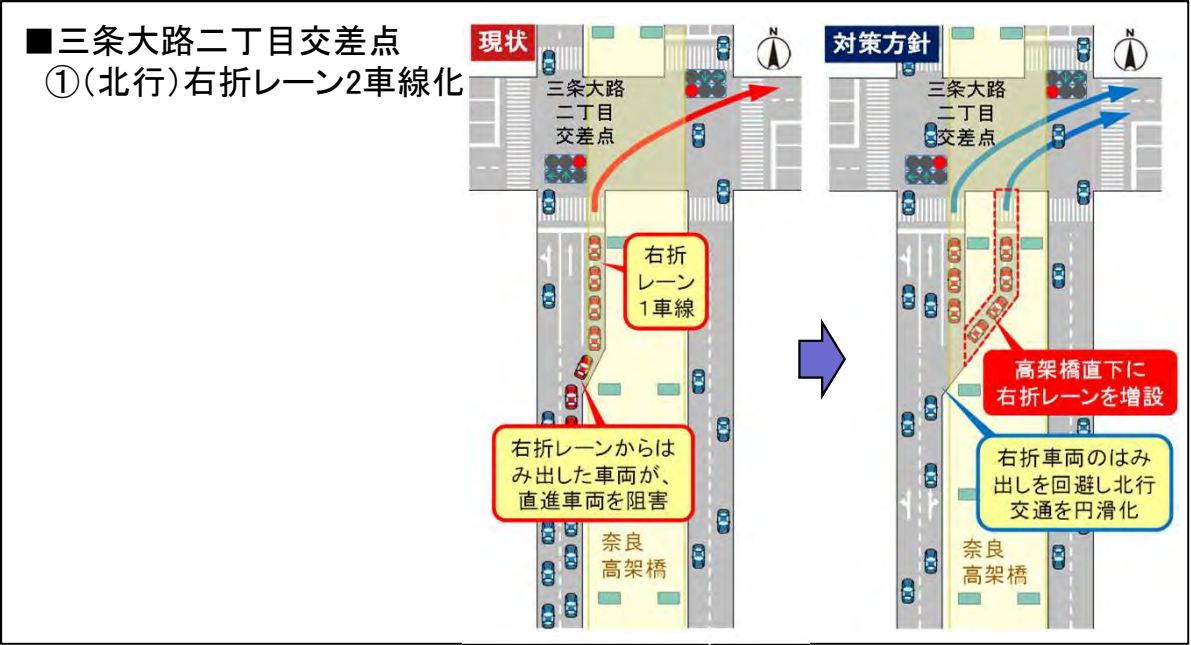 ■三条大路二丁目交差点
①(北行)右折レーン2車線化
現状
N
三条大路
二丁目
交差点
右折
レーン
1車線
右折レーンからは
み出した車両が、
直進車両を阻害
奈良
高架橋
対策方針
N
三条大路
二丁目
交差点
高架橋直下に
右折レーンを増設
右折車両のはみ
出しを回避し北行
交通を円滑化
奈良
高架橋